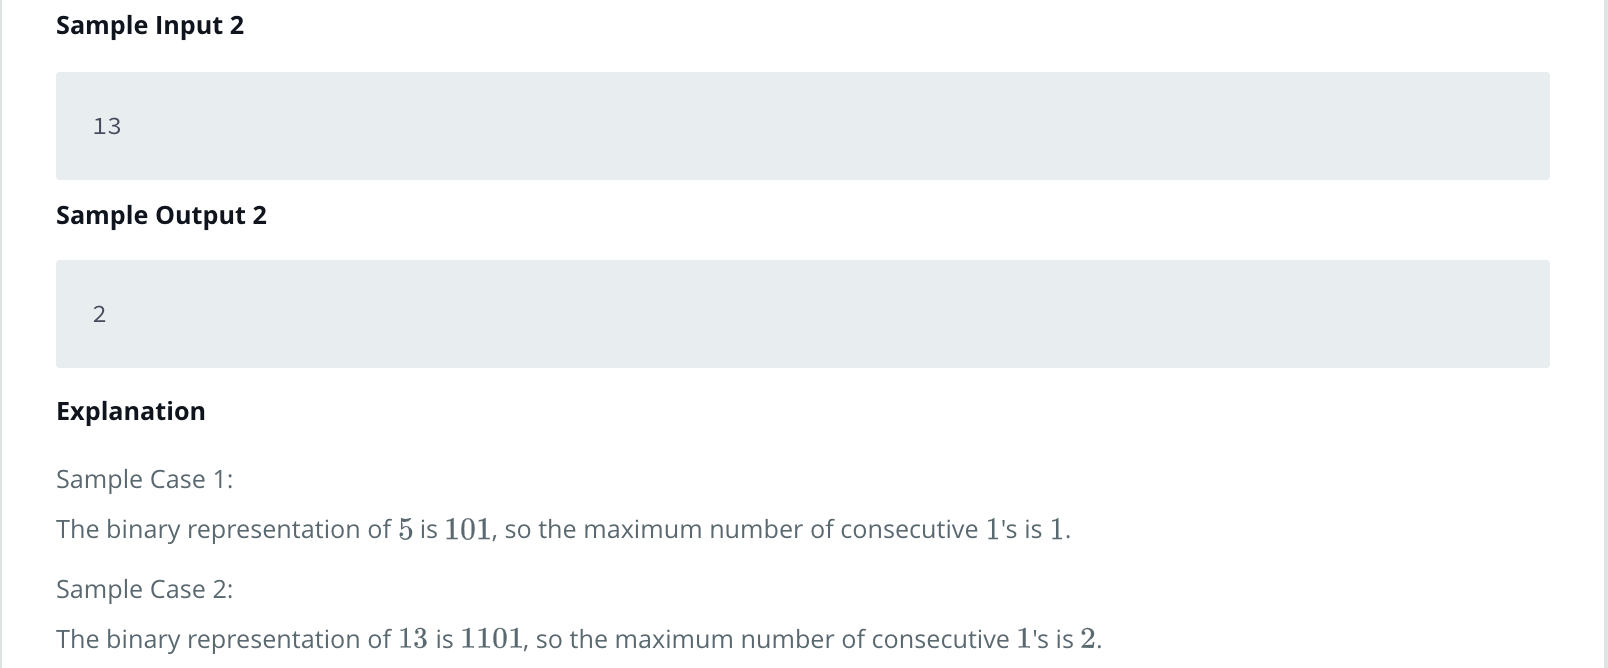 Sample Input 2
13
Sample Output 2
2
Explanation
Sample Case 1:
The binary representation of 5 is 101, so the maximum number of consecutive 1's is 1.
Sample Case 2:
The binary representation of 13 is 1101, so the maximum number of consecutive 1's is 2.